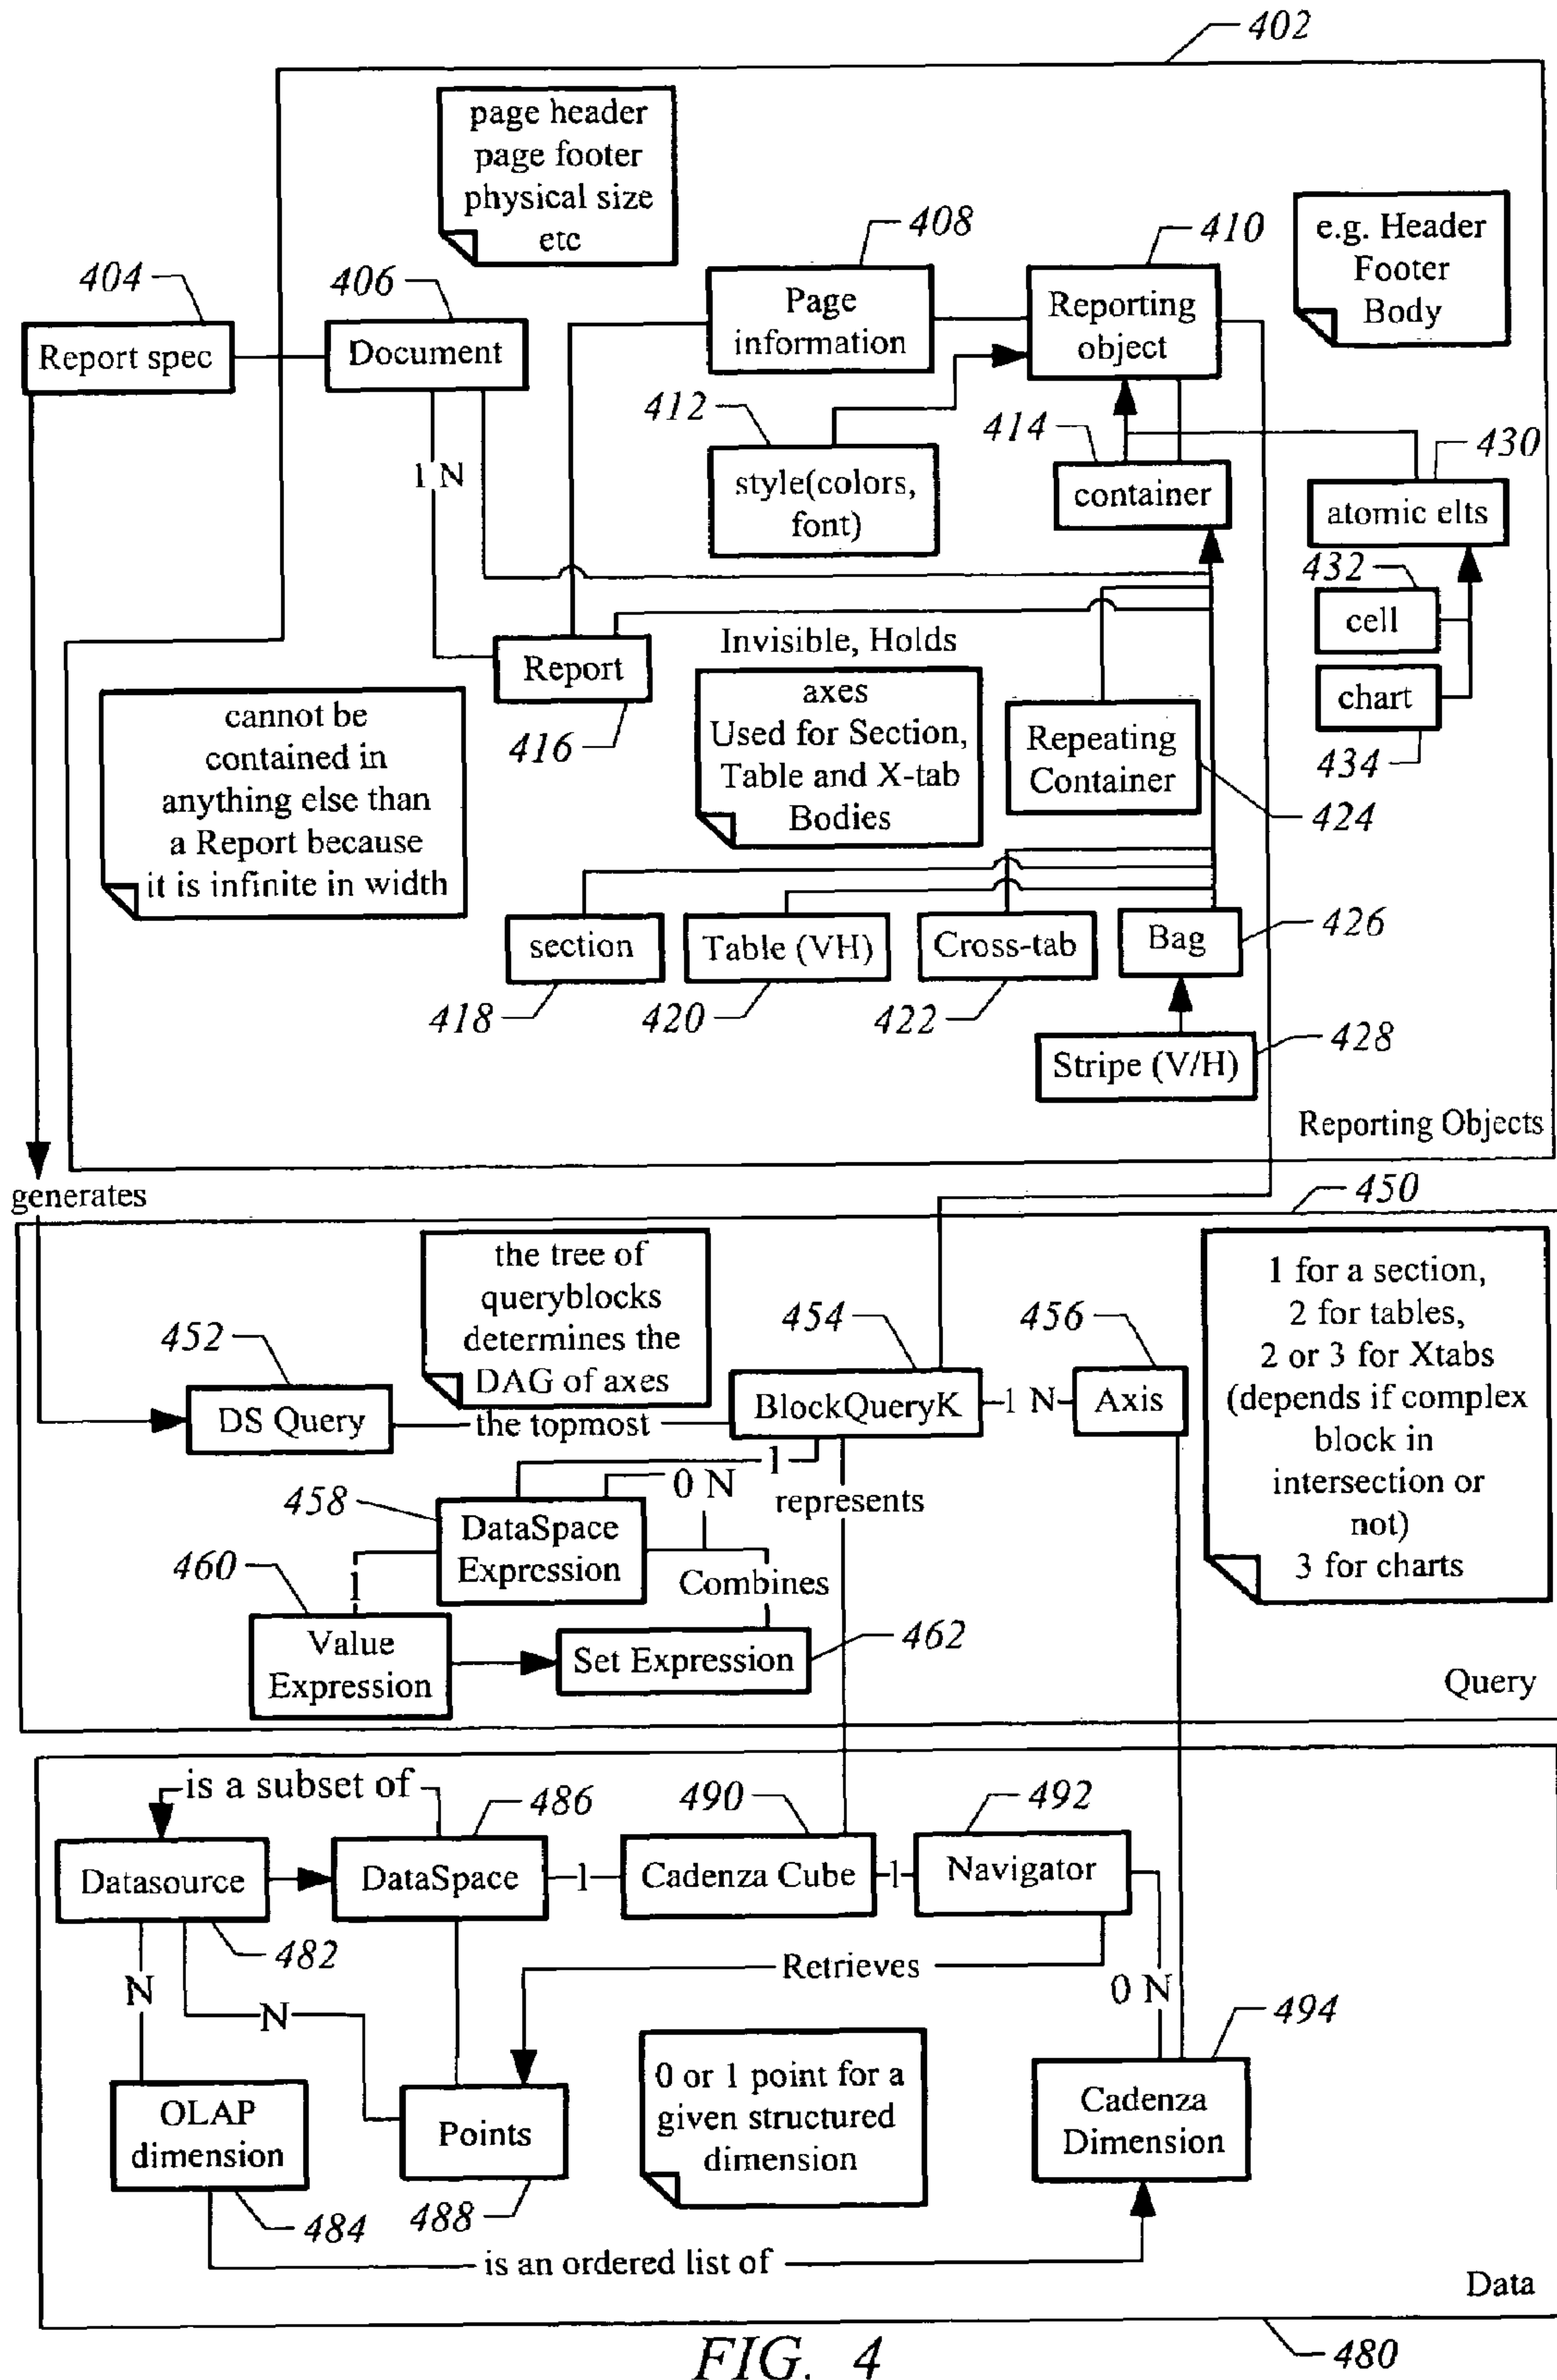 402
page header
page footer
physical size
etc
408
410
e.g. Header
Footer
Body
404
406
Page
information
Reporting
object
Report spec
Document
412
414
430
1 N
style(colors,
font)
container
atomic elts
432
cell
Report
Invisible, Holds
axes
Used for Section,
Table and X-tab
Bodies
chart
416
Repeating
Container
434
424
cannot be
contained in
anything else than
a Report because
it is infinite in width
section
Table (VH)
Cross-tab
Bag
426
418
420
422
428
Stripe (V/H)
Reporting Objects
generates
450
the tree of
queryblocks
determines the
DAG of axes
1 for a section,
2 for tables,
2 or 3 for Xtabs
(depends if complex
block in
intersection or
not)
3 for charts
452
454
456
DS Query
the topmost
BlockQueryK
1 N
Axis
1
0 N
represents
458
DataSpace
Expression
460
1
Combines
Value
Expression
Set Expression
462
Query
is a subset of
486
490
492
Datasource
DataSpace
1
Cadenza Cube
1
Navigator
482
Retrieves
N
N
0 N
494
OLAP
dimension
Points
0 or 1 point for a
given structured
dimension
Cadenza
Dimension
484
488
is an ordered list of
Data
480
FIG. 4